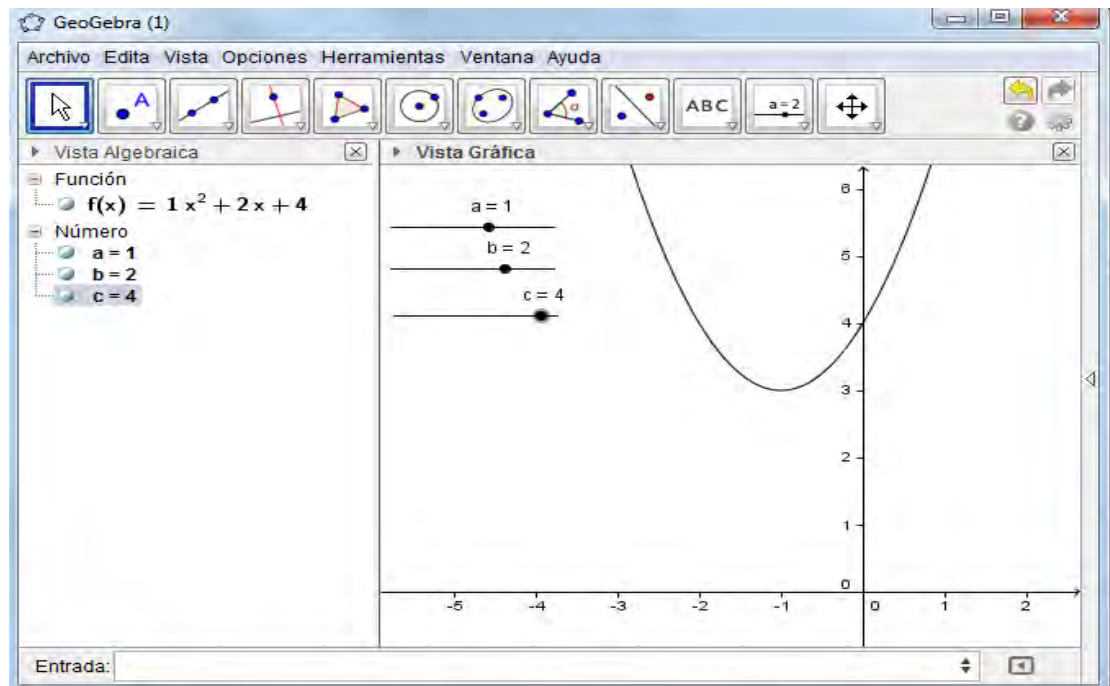 GeoGebra (1)
Archivo Edita Vista Opciones Herramientas Ventana Ayuda
A
α
ABC
a = 2
Vista Algebraica
Función
f(x) = 1 x² + 2 x + 4
Número
a = 1
b = 2
c = 4
Vista Gráfica
a = 1
b = 2
c = 4
6
5
4
3
2
1
0
-5 -4 -3 -2 -1 0 1 2
Entrada: